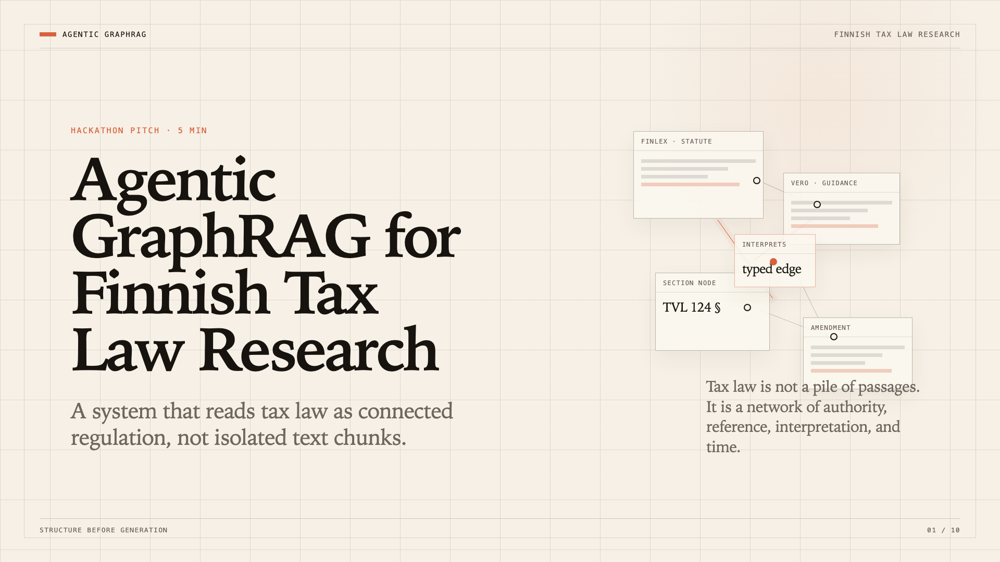 AGENTIC GRAPHRAG
FINNISH TAX LAW RESEARCH
HACKATHON PITCH · 5 MIN
Agentic
GraphRAG for
Finnish Tax
Law Research
A system that reads tax law as connected
regulation, not isolated text chunks.
FINLEX · STATUTE
VERO · GUIDANCE
INTERPRETS
typed edge
SECTION NODE
TVL 124 §
AMENDMENT
Tax law is not a pile of passages.
It is a network of authority,
reference, interpretation, and
time.
STRUCTURE BEFORE GENERATION
01 / 10